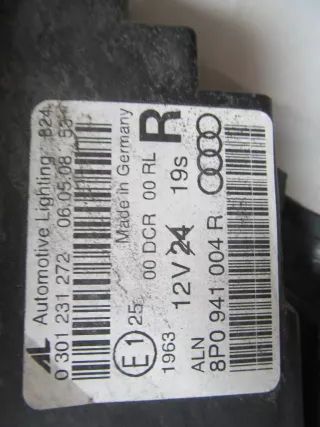 AL Automotive Lighting 824
0 301 231 272 06.05.08 53
Made in Germany R
E1 25 00 DCR 00 RL
1963 12V 24 19s
ALN
8P0 941 004 R